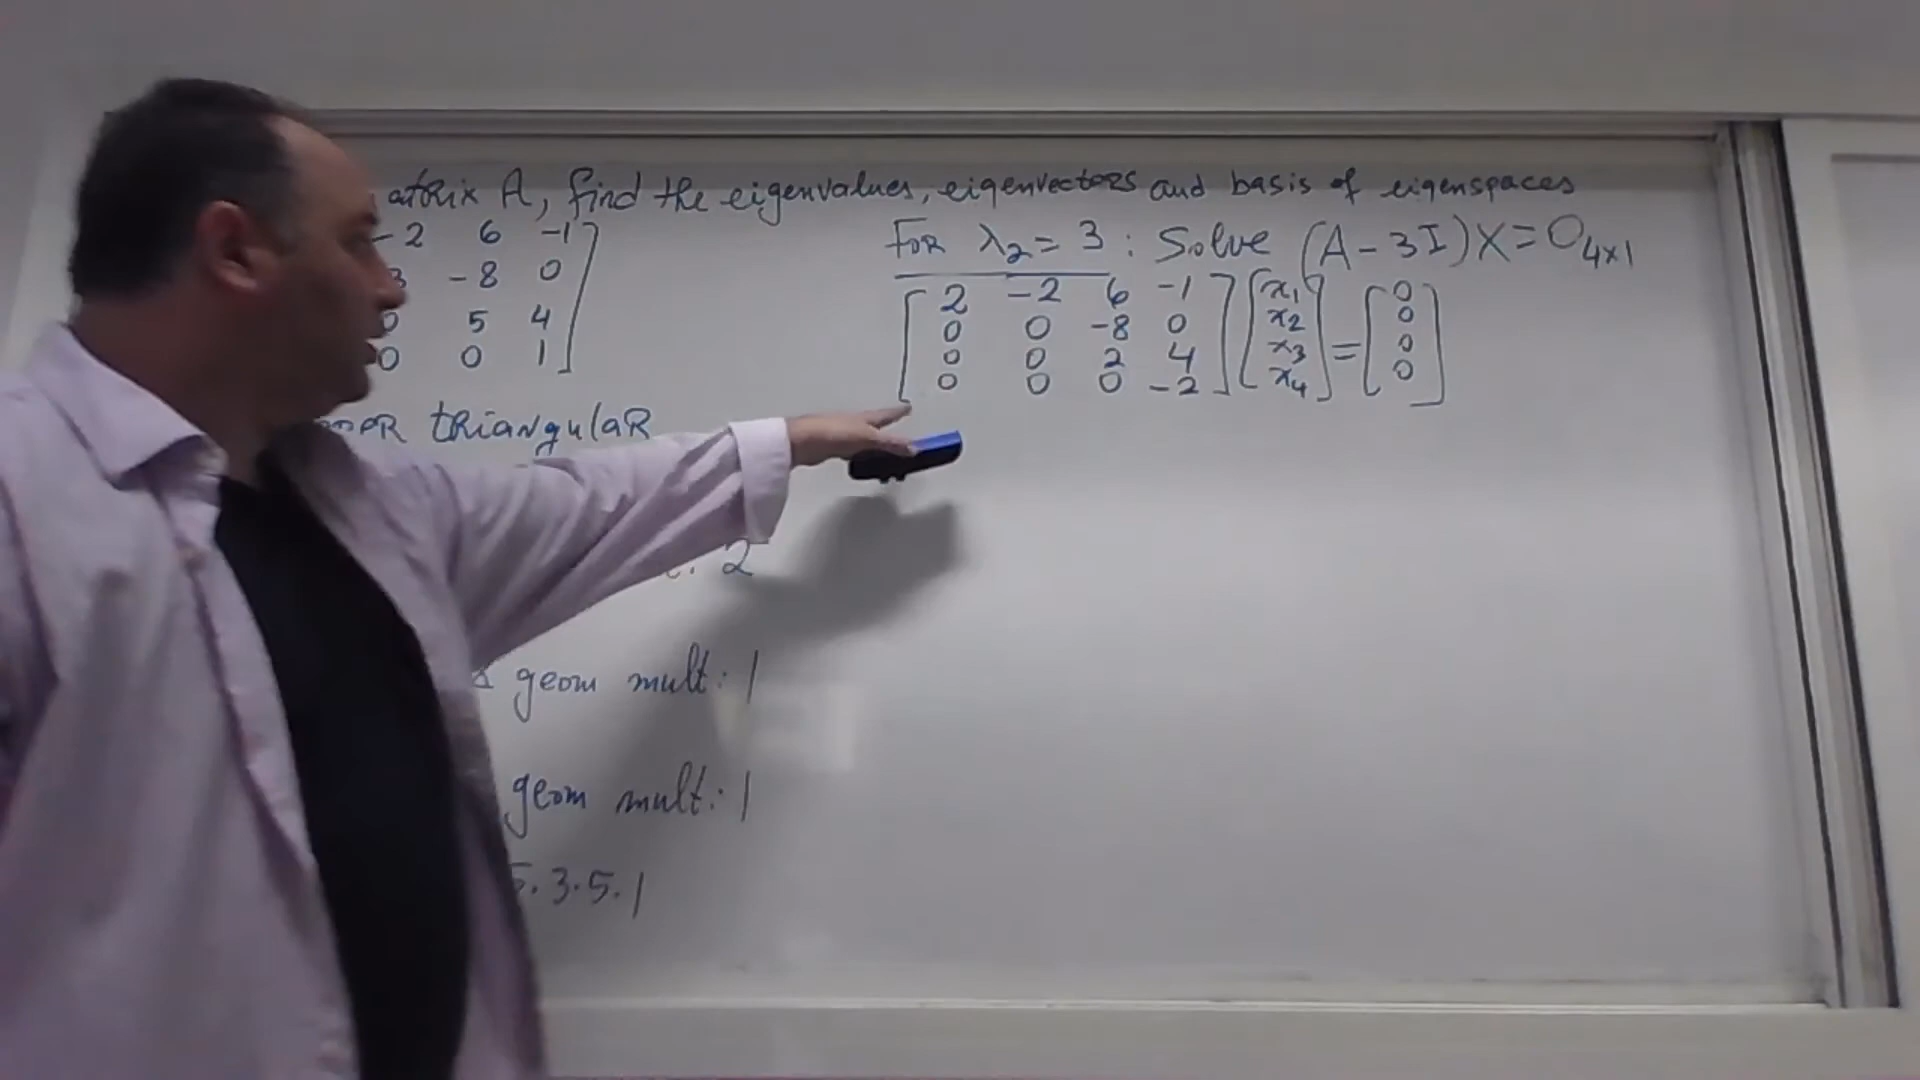 atrix A, find the eigenvalues, eigenvectors and basis of eigenspaces
-2 6 -1
3 -8 0
0 5 4
0 0 1
triangular
2
geom mult: 1
geom mult: 1
5.3.5.1
For λ2 = 3 : Solve (A - 3I)X = O4x1
2 -2 6 -1 x1 0
0 0 -8 0 x2 0
0 0 2 4 x3 = 0
0 0 0 -2 x4 0